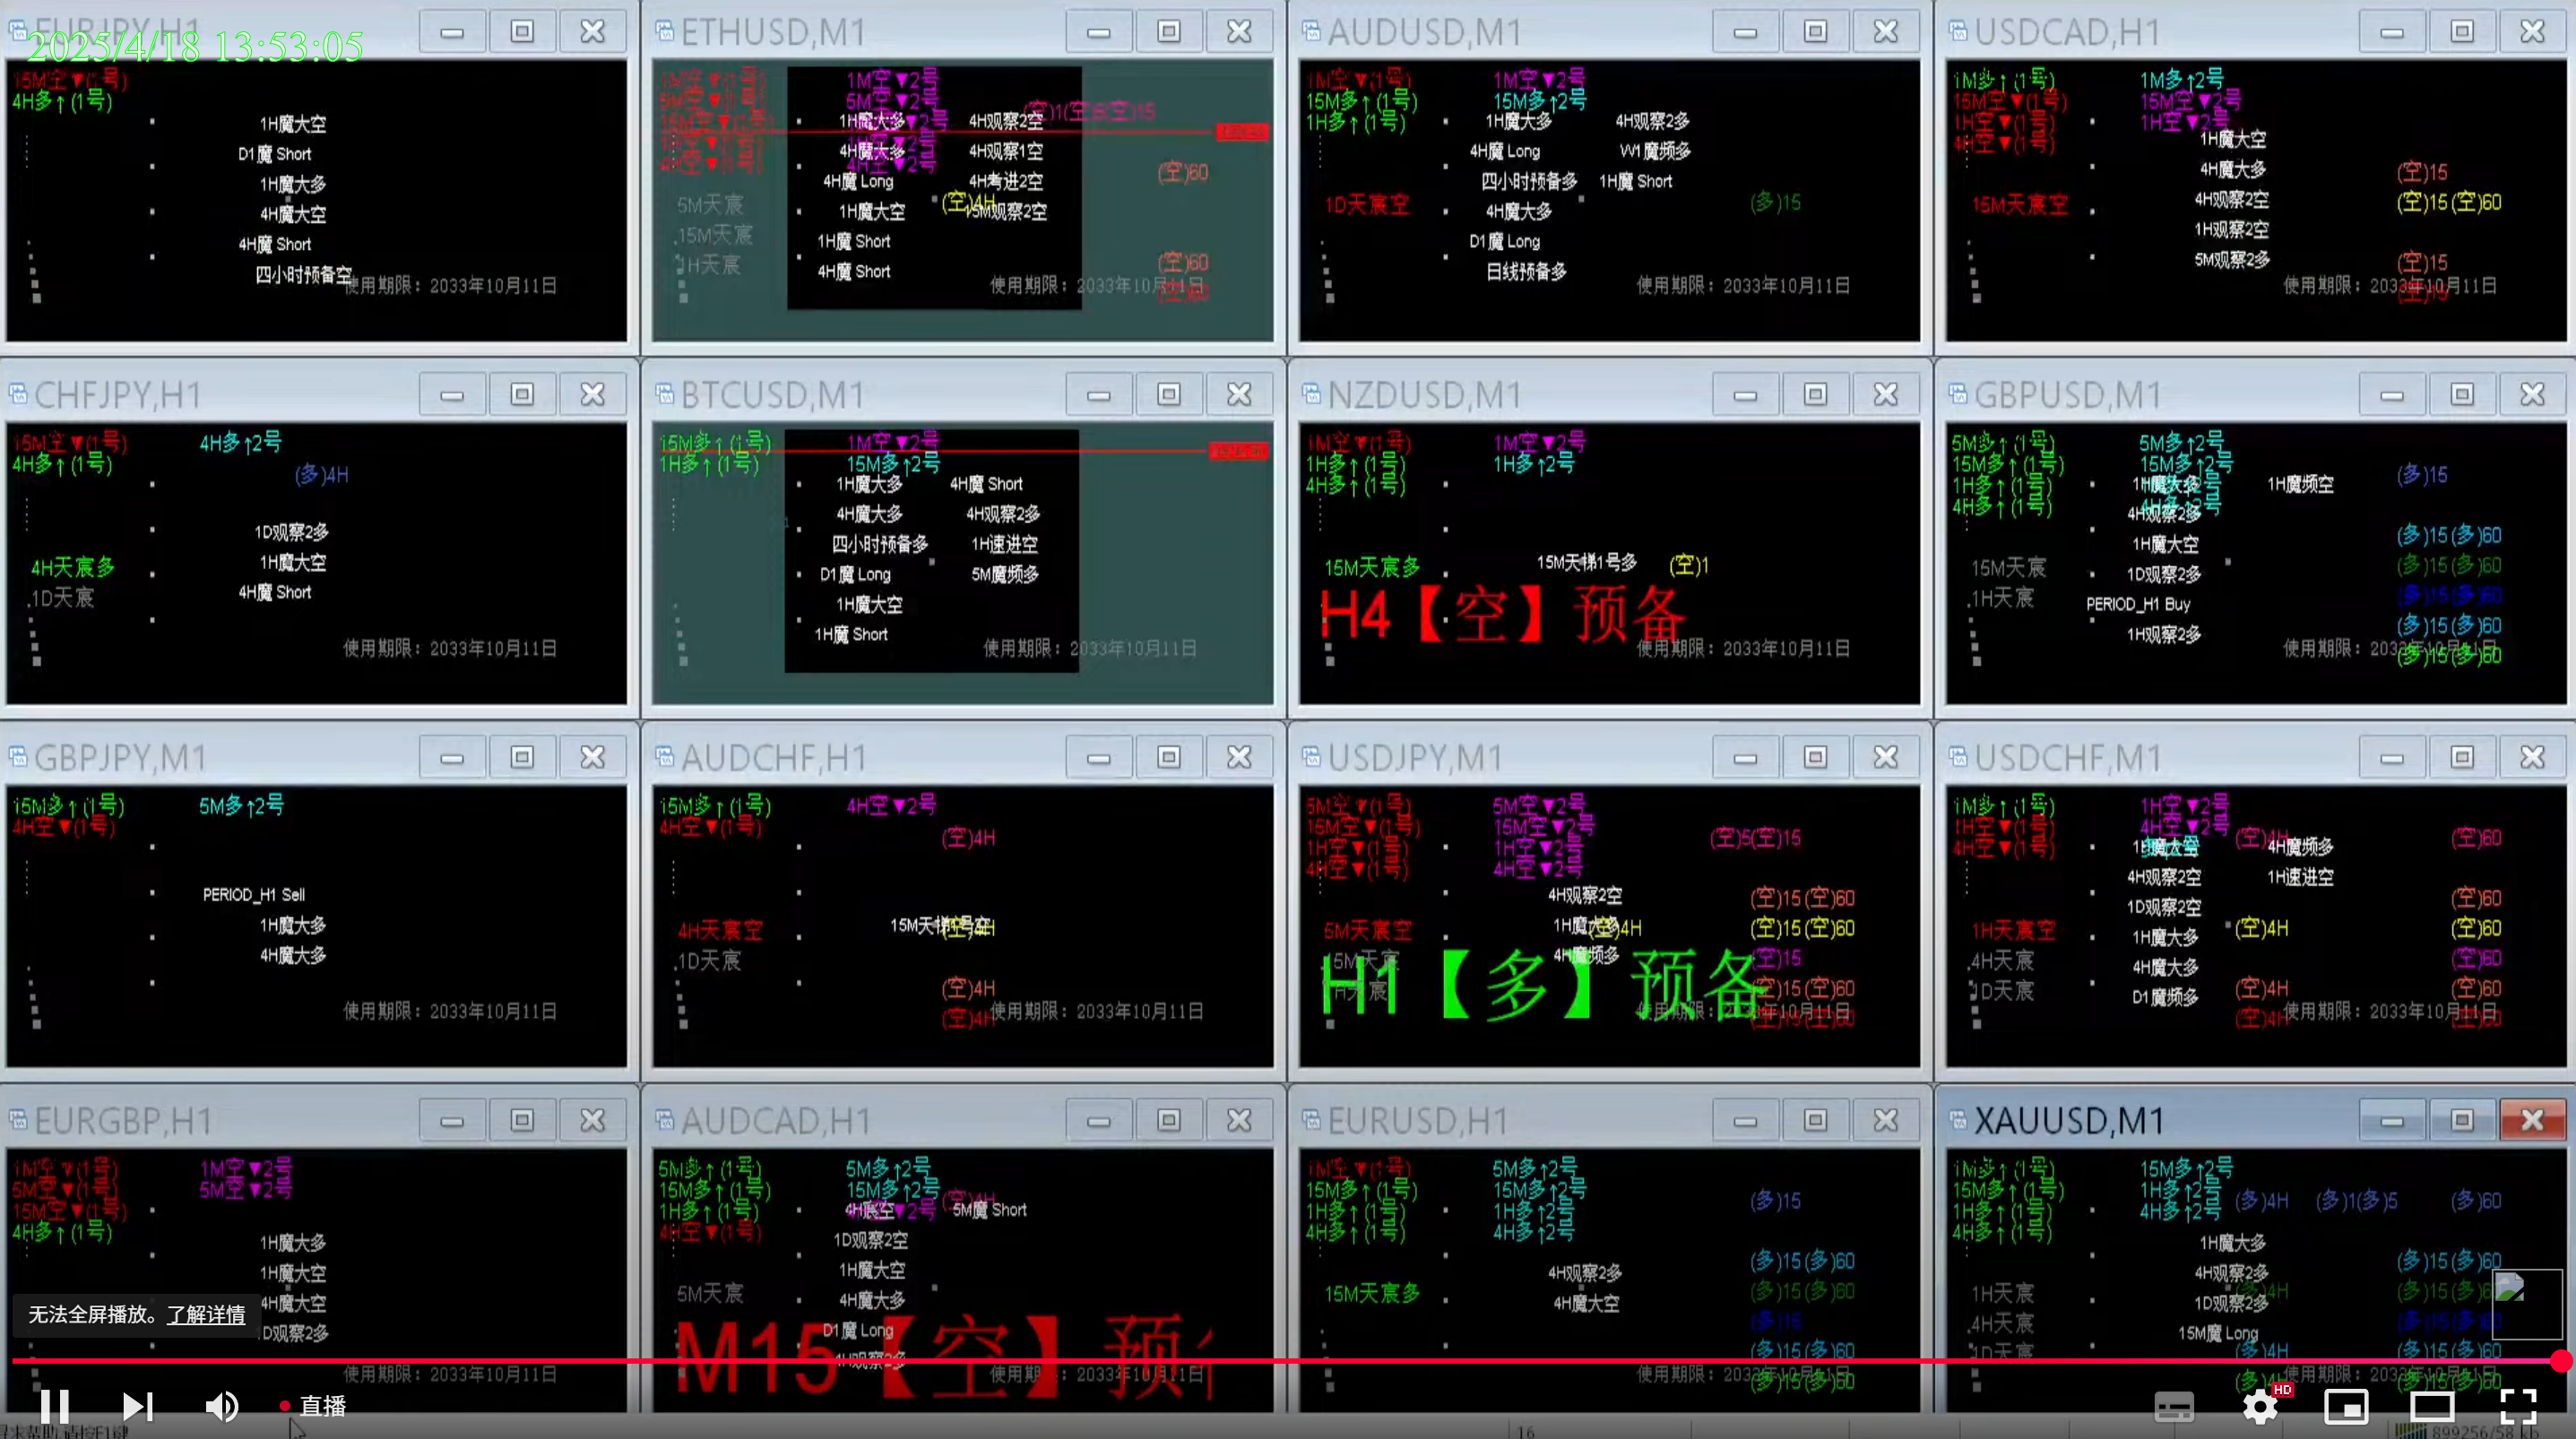 EURJPY,H1
2025/4/18 13:53:05
15M空▼(1号)
4H多↑(1号)
1H魔大空
D1魔 Short
1H魔大多
4H魔大空
4H魔 Short
四小时预备空
使用期限：2033年10月11日
ETHUSD,M1
1M空▼(1号)
5M空▼(1号)
15M空▼(1号)
4H空▼(1号)
1M空▼2号
5M空▼2号
4H空▼2号
(空)1(空)5(空)15
1H魔大多
4H观察2空
4H魔大多
4H观察1空
4H魔 Long
4H考进2空
(空)60
5M天宸
(空)4H
1H魔大空
15M观察2空
15M天宸
1H魔 Short
1H天宸
4H魔 Short
(空)60
(空)60
使用期限：2033年10月11日
AUDUSD,M1
1M空▼(1号)
1M空▼2号
15M多↑(1号)
15M多↑2号
1H多↑(1号)
1H魔大多
4H观察2多
4H魔 Long
W1魔频多
四小时预备多
1H魔 Short
1D天宸空
4H魔大多
(多)15
D1魔 Long
日线预备多
使用期限：2033年10月11日
USDCAD,H1
1M多↑(1号)
1M多↑2号
15M空▼(1号)
15M空▼2号
1H空▼(1号)
1H空▼2号
4H空▼(1号)
1H魔大空
4H魔大多
(空)15
15M天宸空
4H观察2空
(空)15(空)60
1H观察2空
5M观察2多
(空)15
(空)15
使用期限：2033年10月11日
CHFJPY,H1
15M空▼(1号)
4H多↑2号
4H多↑(1号)
(多)4H
1D观察2多
1H魔大空
4H天宸多
4H魔 Short
1D天宸
使用期限：2033年10月11日
BTCUSD,M1
15M多↑(1号)
1M空▼2号
1H多↑(1号)
15M多↑2号
1H魔大多
4H魔 Short
4H魔大多
4H观察2多
四小时预备多
1H速进空
D1魔 Long
5M魔频多
1H魔大空
1H魔 Short
使用期限：2033年10月11日
NZDUSD,M1
1M空▼(1号)
1M空▼2号
1H多↑(1号)
1H多↑2号
4H多↑(1号)
15M天宸多
15M天梯1号多
(空)1
H4【空】预备
使用期限：2033年10月11日
GBPUSD,M1
5M多↑(1号)
5M多↑2号
15M多↑(1号)
15M多↑2号
1H多↑(1号)
4H多↑(1号)
4H多↑2号
(多)15
1H魔大多
1H魔频空
4H观察2多
1H魔大空
(多)15(多)60
15M天宸
1D观察2多
(多)15(多)60
1H天宸
PERIOD_H1 Buy
(多)15(多)60
1H观察2多
(多)15(多)60
(多)15(多)60
使用期限：2033年10月11日
GBPJPY,M1
15M多↑(1号)
5M多↑2号
4H空▼(1号)
PERIOD_H1 Sell
1H魔大多
4H魔大多
使用期限：2033年10月11日
AUDCHF,H1
15M多↑(1号)
4H空▼2号
4H空▼(1号)
(空)4H
4H天宸空
(空)4H
1D天宸
(空)4H
(空)4H
使用期限：2033年10月11日
USDJPY,M1
5M空▼(1号)
5M空▼2号
15M空▼(1号)
15M空▼2号
1H空▼(1号)
1H空▼2号
4H空▼(1号)
4H空▼2号
(空)5(空)15
4H观察2空
(空)15(空)60
5M天宸空
1H魔大多
(空)4H
(空)15(空)60
15M天宸
4H魔频多
(空)15
1H天宸
H1【多】预备
(空)15(空)60
(空)15(空)60
使用期限：2033年10月11日
USDCHF,M1
1M多↑(1号)
1H空▼2号
1H空▼(1号)
4H空▼2号
4H空▼(1号)
(空)4H
(空)60
1H魔大空
4H魔频多
4H观察2空
1H速进空
1D观察2空
(空)60
1H天宸空
1H魔大多
(空)4H
(空)60
4H天宸
4H魔大多
(空)60
1D天宸
D1魔频多
(空)4H
(空)60
(空)4H
(空)60
使用期限：2033年10月11日
EURGBP,H1
1M空▼(1号)
1M空▼2号
5M空▼(1号)
5M空▼2号
15M空▼(1号)
4H多↑(1号)
1H魔大多
1H魔大空
4H魔大空
1D观察2多
使用期限：2033年10月11日
无法全屏播放。了解详情
AUDCAD,H1
5M多↑(1号)
5M多↑2号
15M多↑(1号)
15M多↑2号
1H多↑(1号)
4H空▼(1号)
(空)4H
5M魔 Short
1D观察2空
1H魔大空
5M天宸
4H魔大多
D1魔 Long
M15【空】预
使用期限：2033年10月11日
EURUSD,H1
1M空▼(1号)
5M多↑2号
15M多↑(1号)
15M多↑2号
1H多↑(1号)
1H多↑2号
4H多↑(1号)
4H多↑2号
(多)15
4H观察2多
(多)15(多)60
15M天宸多
4H魔大空
(多)15(多)60
(多)15
(多)15(多)60
(多)15(多)60
使用期限：2033年10月11日
XAUUSD,M1
1M多↑(1号)
15M多↑2号
15M多↑(1号)
1H多↑2号
1H多↑(1号)
4H多↑2号
4H多↑(1号)
(多)4H
(多)1(多)5
(多)60
1H魔大多
4H观察2多
(多)15(多)60
1H天宸
1D观察2多
(多)15(多)6
4H天宸
15M魔 Long
1D天宸
(多)4H
(多)15(多)60
(多)4H
(多)15(多)60
使用期限：2033年10月11日
直播
HD
16
899256/58 kb